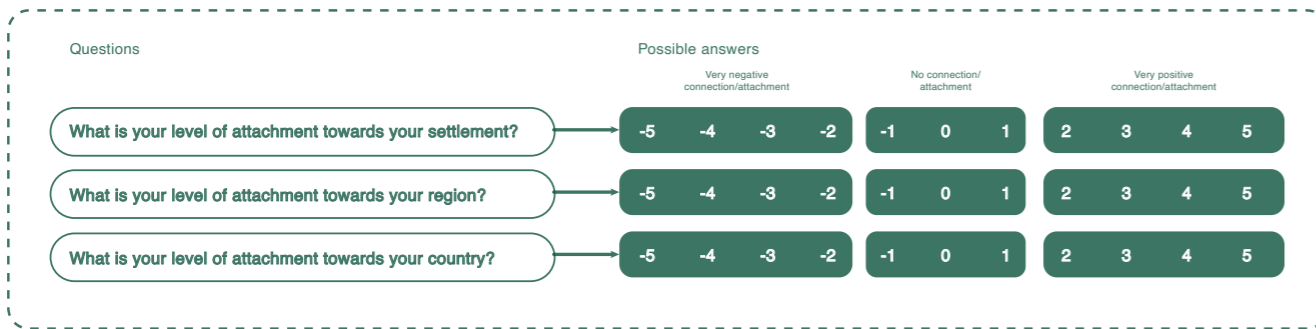 Questions
Possible answers
Very negative
connection/attachment
No connection/
attachment
Very positive
connection/attachment
What is your level of attachment towards your settlement?
-5 -4 -3 -2 -1 0 1 2 3 4 5
What is your level of attachment towards your region?
-5 -4 -3 -2 -1 0 1 2 3 4 5
What is your level of attachment towards your country?
-5 -4 -3 -2 -1 0 1 2 3 4 5